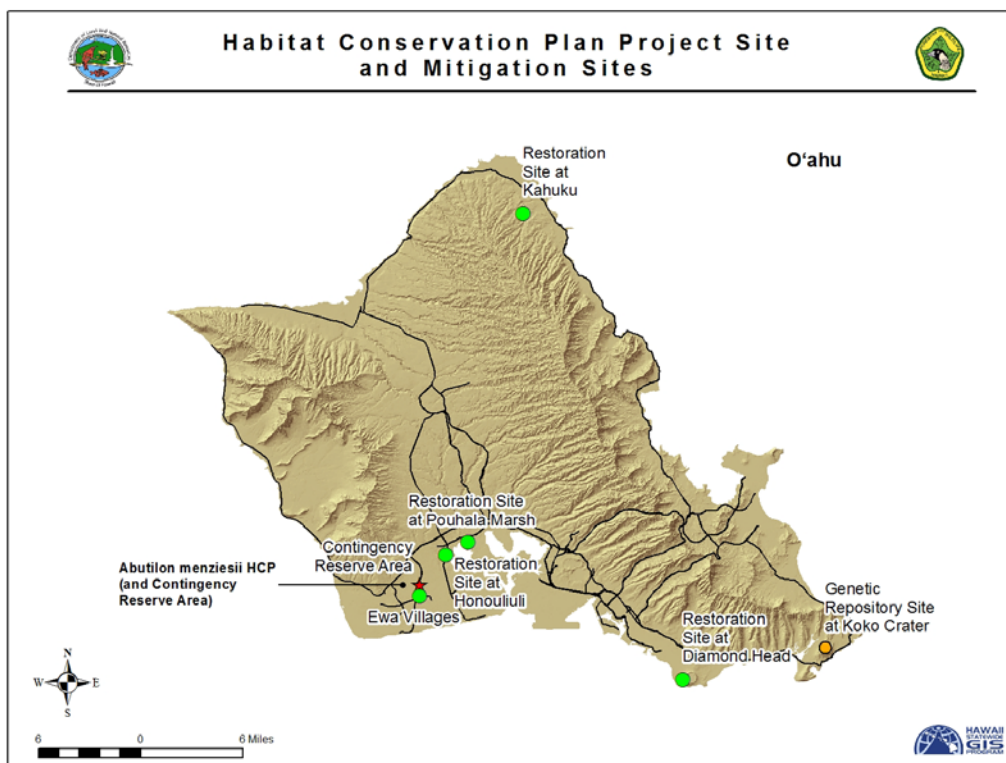 Habitat Conservation Plan Project Site
and Mitigation Sites
Restoration
Site at
Kahuku
O‘ahu
Restoration Site
at Pouhala Marsh
Contingency
Reserve Area
Restoration
Site at
Honouliuli
Abutilon menziesii HCP
(and Contingency
Reserve Area)
Ewa Villages
Genetic
Repository Site
at Koko Crater
Restoration
Site at
Diamond Head
N
W E
S
6 0 6 Miles
HAWAII
STATEWIDE
GIS
PROGRAM